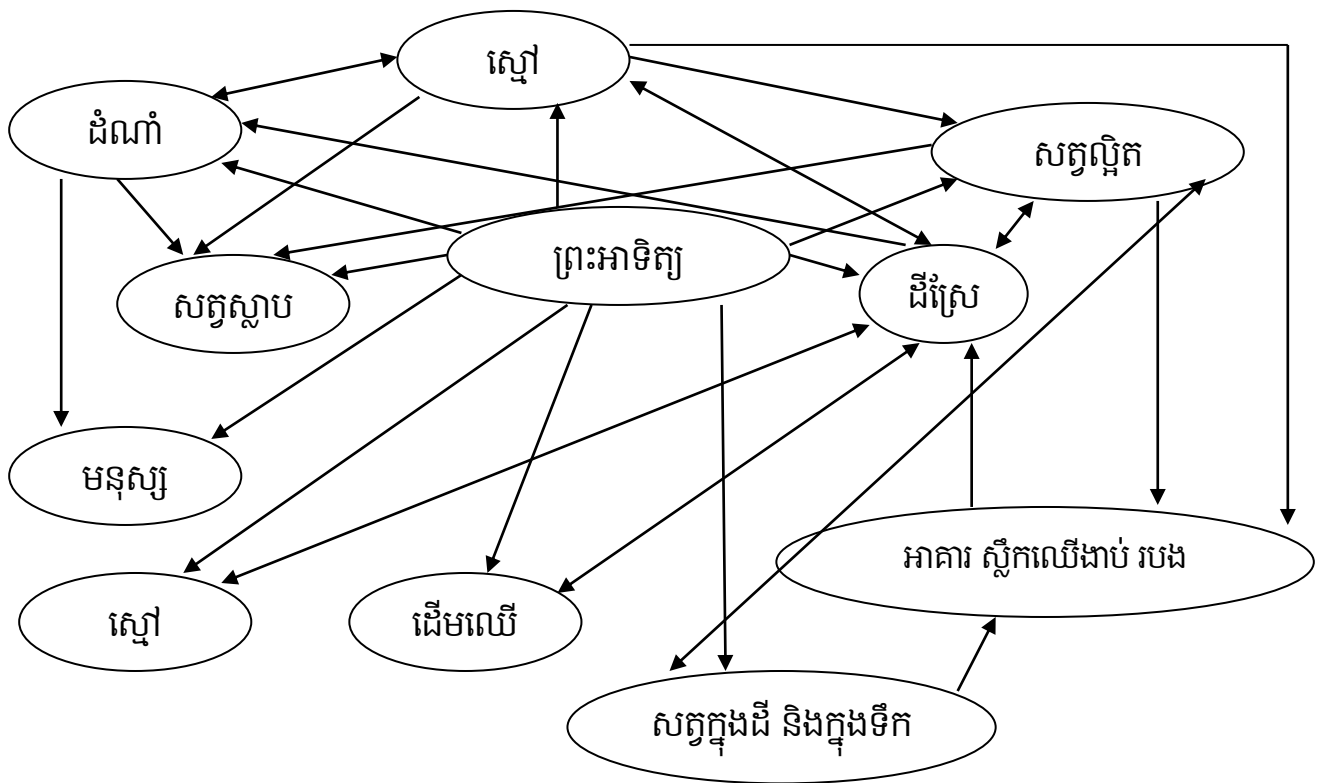 ស្មៅ
ដំណាំ
សត្វល្អិត
ព្រះអាទិត្យ
ដីស្រែ
សត្វស្លាប
មនុស្ស
អាគារ ស្លឹកឈើងាប់ របង
ស្មៅ
ដើមឈើ
សត្វក្នុងដី និងក្នុងទឹក